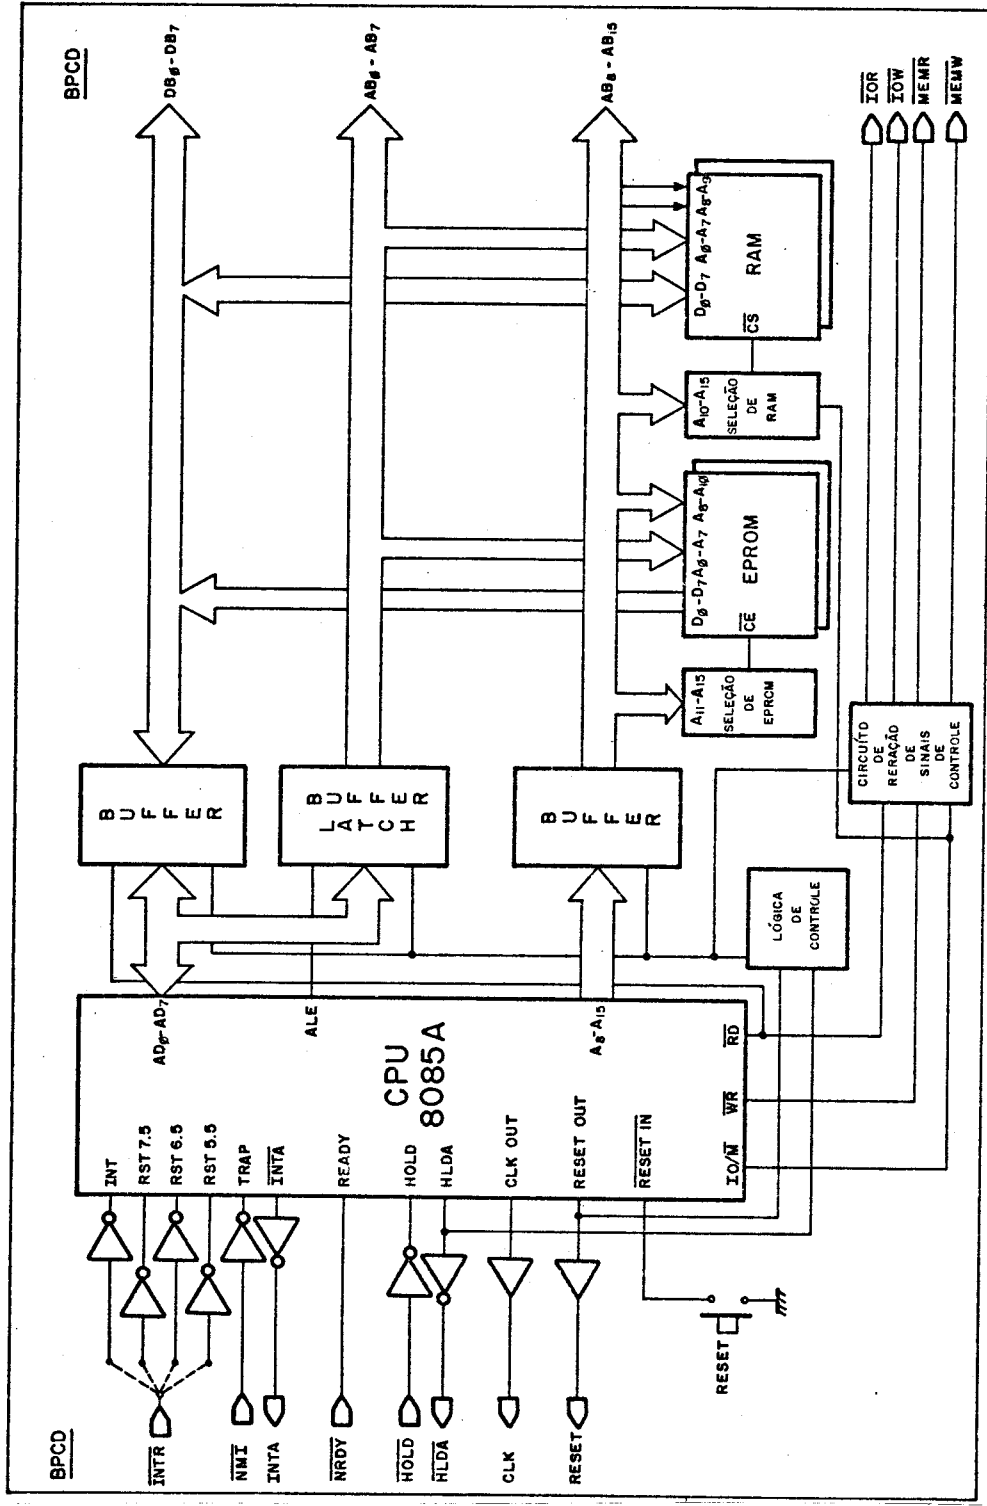 BPCD
INTR
NMI
INTA
NRDY
HOLD
HLDA
CLK
RESET
RESET
INT
RST 7.5
RST 6.5
RST 5.5
TRAP
INTA
READY
HOLD
HLDA
CLK OUT
RESET OUT
RESET IN
CPU
8085A
ADø-AD7
ALE
A8-A15
IO/M
WR
RD
BUFFER
BUFFER
LATCH
BUFFER
LÓGICA
DE
CONTROLE
CIRCUÍTO
DE
RERAÇÃO
DE
SINAIS
DE
CONTROLE
A11-A15
SELEÇÃO
DE
EPROM
CE
Dø-D7 Aø-A7 A8-A1ø
EPROM
A10-A15
SELEÇÃO
DE
RAM
CS
Dø-D7 Aø-A7 A8-A9
RAM
BPCD
DBø-DB7
ABø-AB7
AB8-AB15
IOR
IOW
MEMR
MEMW